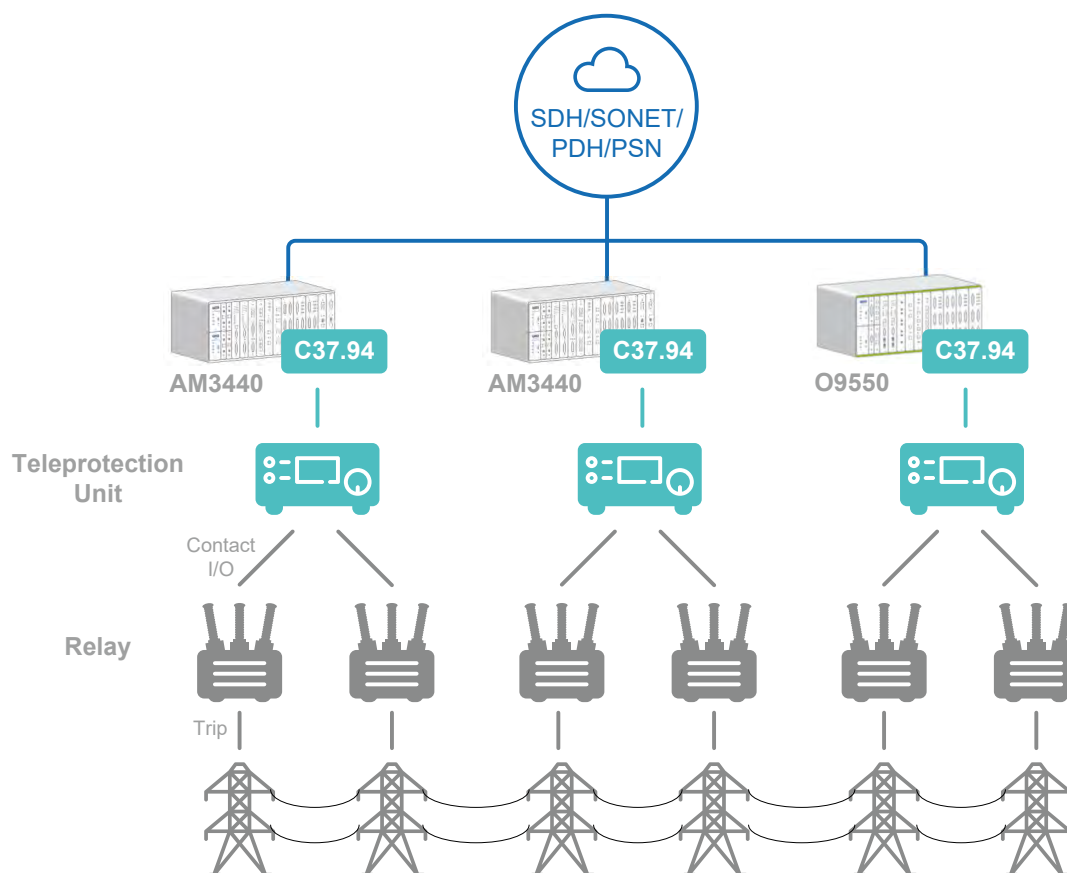 SDH/SONET/
PDH/PSN
C37.94
C37.94
C37.94
AM3440
AM3440
O9550
Teleprotection
Unit
Contact
I/O
Relay
Trip